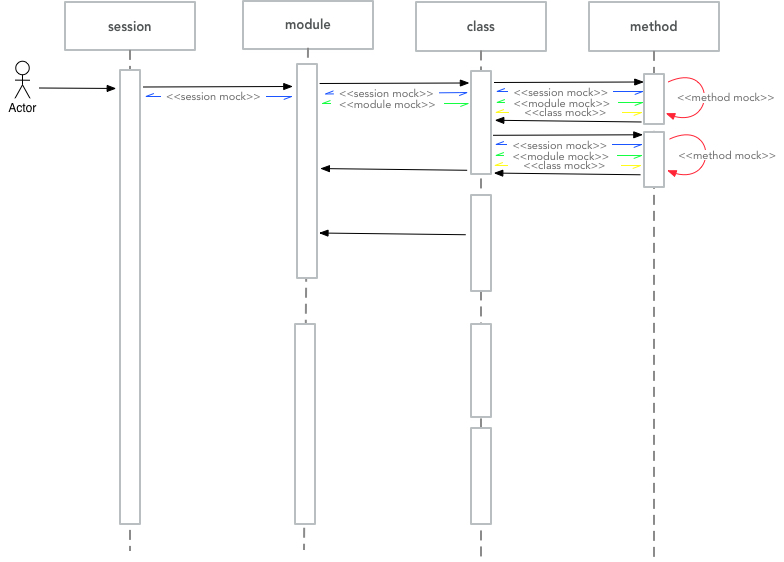 session
module
class
method
Actor
<<session mock>>
<<session mock>>
<<module mock>>
<<session mock>>
<<module mock>>
<<class mock>>
<<method mock>>
<<session mock>>
<<module mock>>
<<class mock>>
<<method mock>>